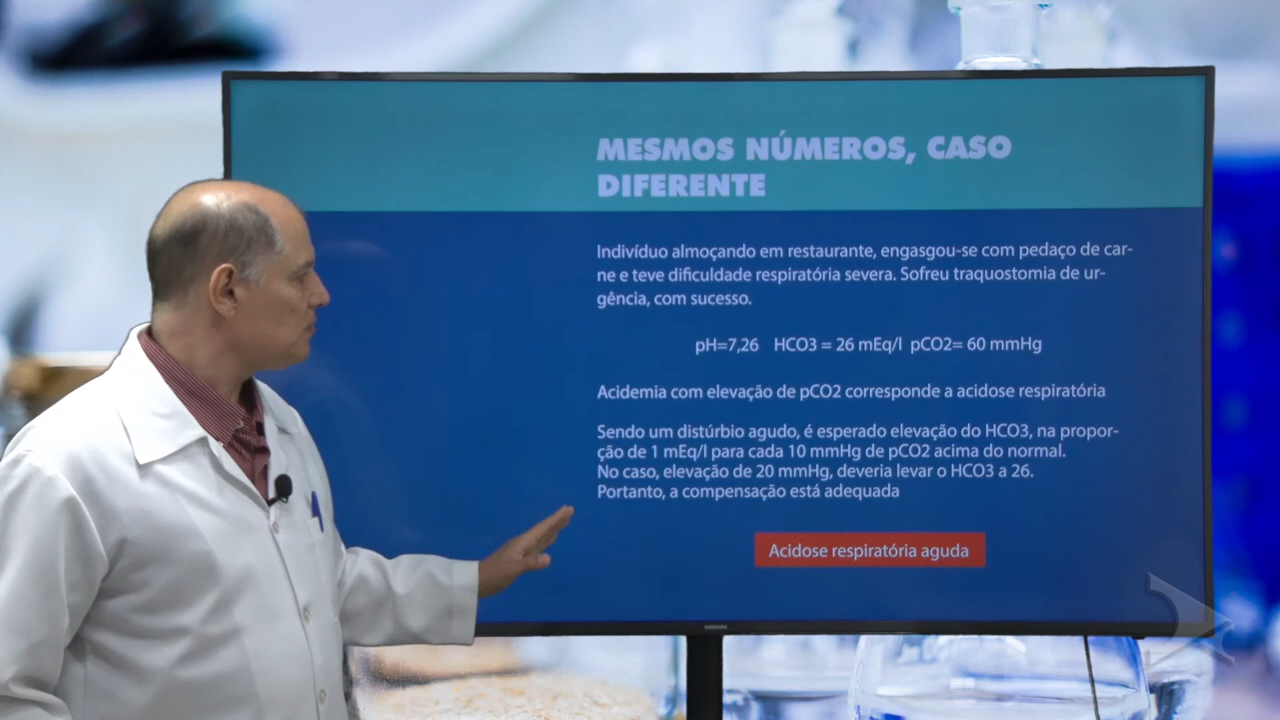 MESMOS NÚMEROS, CASO
DIFERENTE
Indivíduo almoçando em restaurante, engasgou-se com pedaço de car-
ne e teve dificuldade respiratória severa. Sofreu traquostomia de ur-
gência, com sucesso.
pH=7,26 HCO3 = 26 mEq/l pCO2= 60 mmHg
Acidemia com elevação de pCO2 corresponde a acidose respiratória
Sendo um distúrbio agudo, é esperado elevação do HCO3, na propor-
ção de 1 mEq/l para cada 10 mmHg de pCO2 acima do normal.
No caso, elevação de 20 mmHg, deveria levar o HCO3 a 26.
Portanto, a compensação está adequada
Acidose respiratória aguda
SAMSUNG